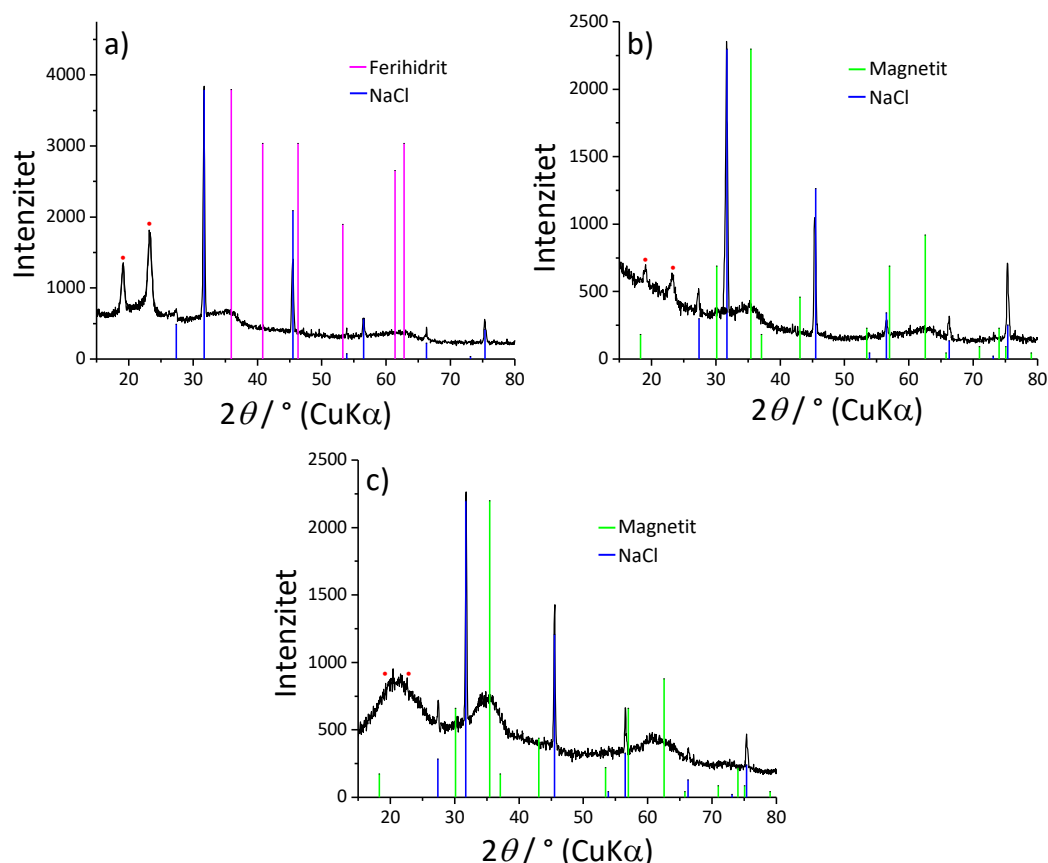 a)
Ferihidrit
NaCl
Intenzitet
4000
3000
2000
1000
0
20 30 40 50 60 70 80
2θ / ° (CuKα)
b)
Magnetit
NaCl
Intenzitet
2500
2000
1500
1000
500
0
20 30 40 50 60 70 80
2θ / ° (CuKα)
c)
Magnetit
NaCl
Intenzitet
2500
2000
1500
1000
500
0
20 30 40 50 60 70 80
2θ / ° (CuKα)